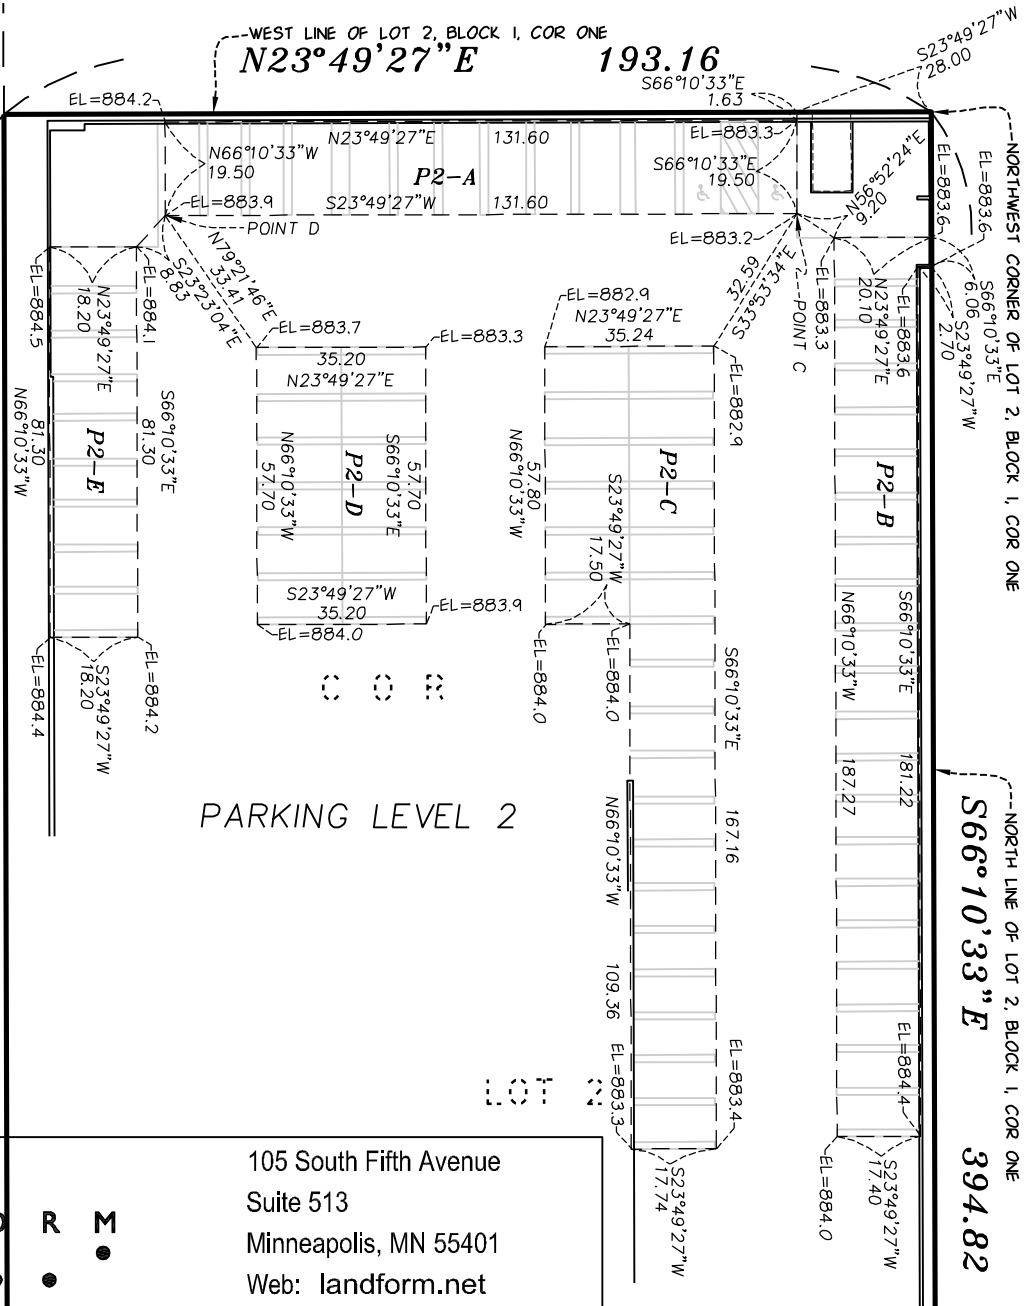 WEST LINE OF LOT 2, BLOCK 1, COR ONE
N23°49'27"E 193.16
S23°49'27"W
28.00
S66°10'33"E
1.63
EL=884.2
N23°49'27"E 131.60
EL=883.3
N66°10'33"W
19.50
P2-A
S66°10'33"E
19.50
EL=883.9
S23°49'27"W 131.60
POINT D
EL=883.2
N56°52'24"E
9.20
EL=883.6
EL=883.6
NORTHWEST CORNER OF LOT 2, BLOCK 1, COR ONE
S66°10'33"E
6.06
S23°49'27"W
2.70
EL=884.5
N23°49'27"E
18.20
EL=884.1
S23°23'04"E
8.83
N79°21'46"E
33.41
32.59
S33°53'34"E
POINT C
EL=883.3
N23°49'27"E
20.10
EL=883.6
EL=883.7
EL=883.3
EL=882.9
N23°49'27"E
35.24
EL=882.9
35.20
N23°49'27"E
N66°10'33"W
81.30
P2-E
S66°10'33"E
81.30
N66°10'33"W
57.70
P2-D
S66°10'33"E
57.70
N66°10'33"W
57.80
S23°49'27"W
17.50
P2-C
P2-B
S23°49'27"W
35.20
EL=883.9
EL=884.0
EL=884.0
EL=884.0
EL=884.4
S23°49'27"W
18.20
EL=884.2
COR
S66°10'33"E 167.16
N66°10'33"W 187.27
S66°10'33"E 181.22
PARKING LEVEL 2
N66°10'33"W 109.36
NORTH LINE OF LOT 2, BLOCK 1, COR ONE
S66°10'33"E 394.82
LOT 2
EL=883.3
EL=883.4
S23°49'27"W
17.74
EL=884.4
EL=884.0
S23°49'27"W
17.40
R M
105 South Fifth Avenue
Suite 513
Minneapolis, MN 55401
Web: landform.net